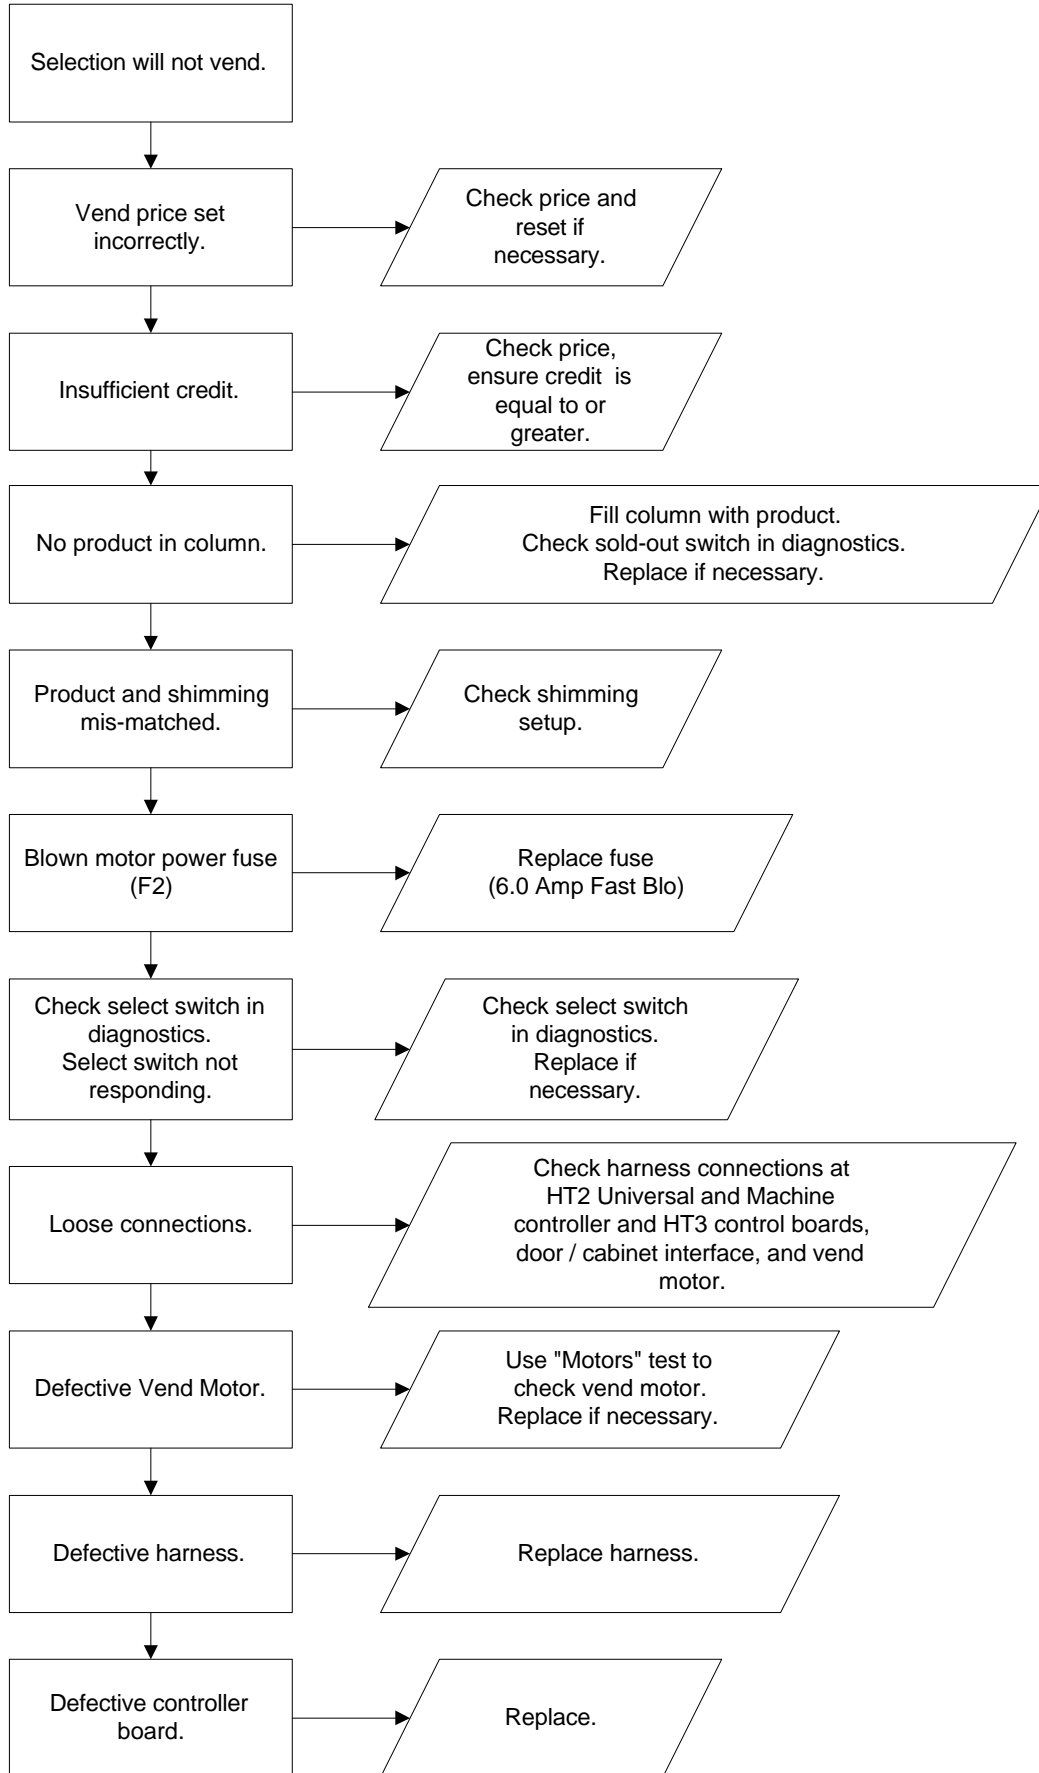 Selection will not vend.
Vend price set
incorrectly.
Check price and
reset if
necessary.
Insufficient credit.
Check price,
ensure credit  is
equal to or
greater.
No product in column.
Fill column with product.
Check sold-out switch in diagnostics.
Replace if necessary.
Product and shimming
mis-matched.
Check shimming
setup.
Blown motor power fuse
(F2)
Replace fuse
(6.0 Amp Fast Blo)
Check select switch in
diagnostics.
Select switch not
responding.
Check select switch
in diagnostics.
Replace if
necessary.
Loose connections.
Check harness connections at
HT2 Universal and Machine
controller and HT3 control boards,
door / cabinet interface, and vend
motor.
Defective Vend Motor.
Use "Motors" test to
check vend motor.
Replace if necessary.
Defective harness.
Replace harness.
Defective controller
board.
Replace.